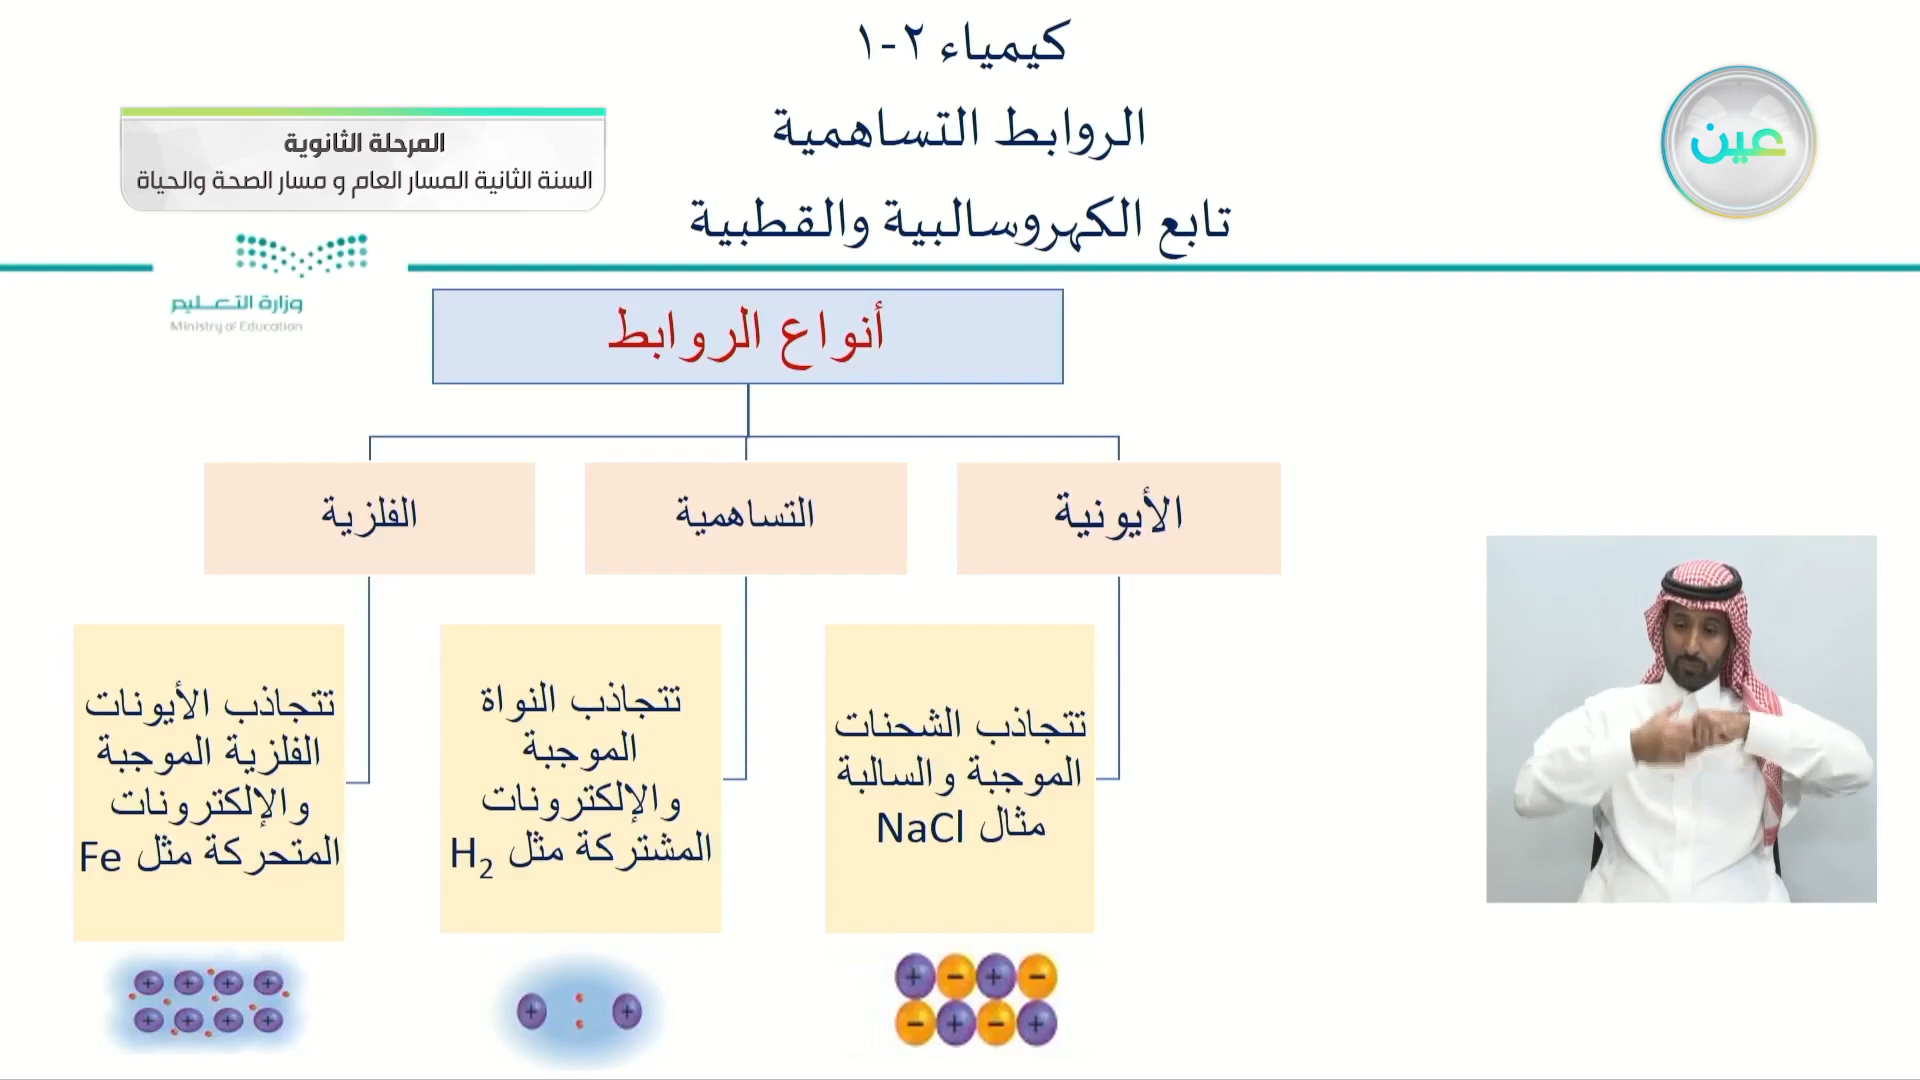 كيمياء ٢-١
الروابط التساهمية
تابع الكهروسالبية والقطبية
المرحلة الثانوية
السنة الثانية المسار العام و مسار الصحة والحياة
عين
وزارة التعـــليم
Ministry of Education
أنواع الروابط
الأيونية
التساهمية
الفلزية
تتجاذب الشحنات
الموجبة والسالبة
مثال NaCl
تتجاذب النواة
الموجبة
والإلكترونات
المشتركة مثل H₂
تتجاذب الأيونات
الفلزية الموجبة
والإلكترونات
المتحركة مثل Fe
+ + + +
+ + + +
+ +
+ − + −
− + − +